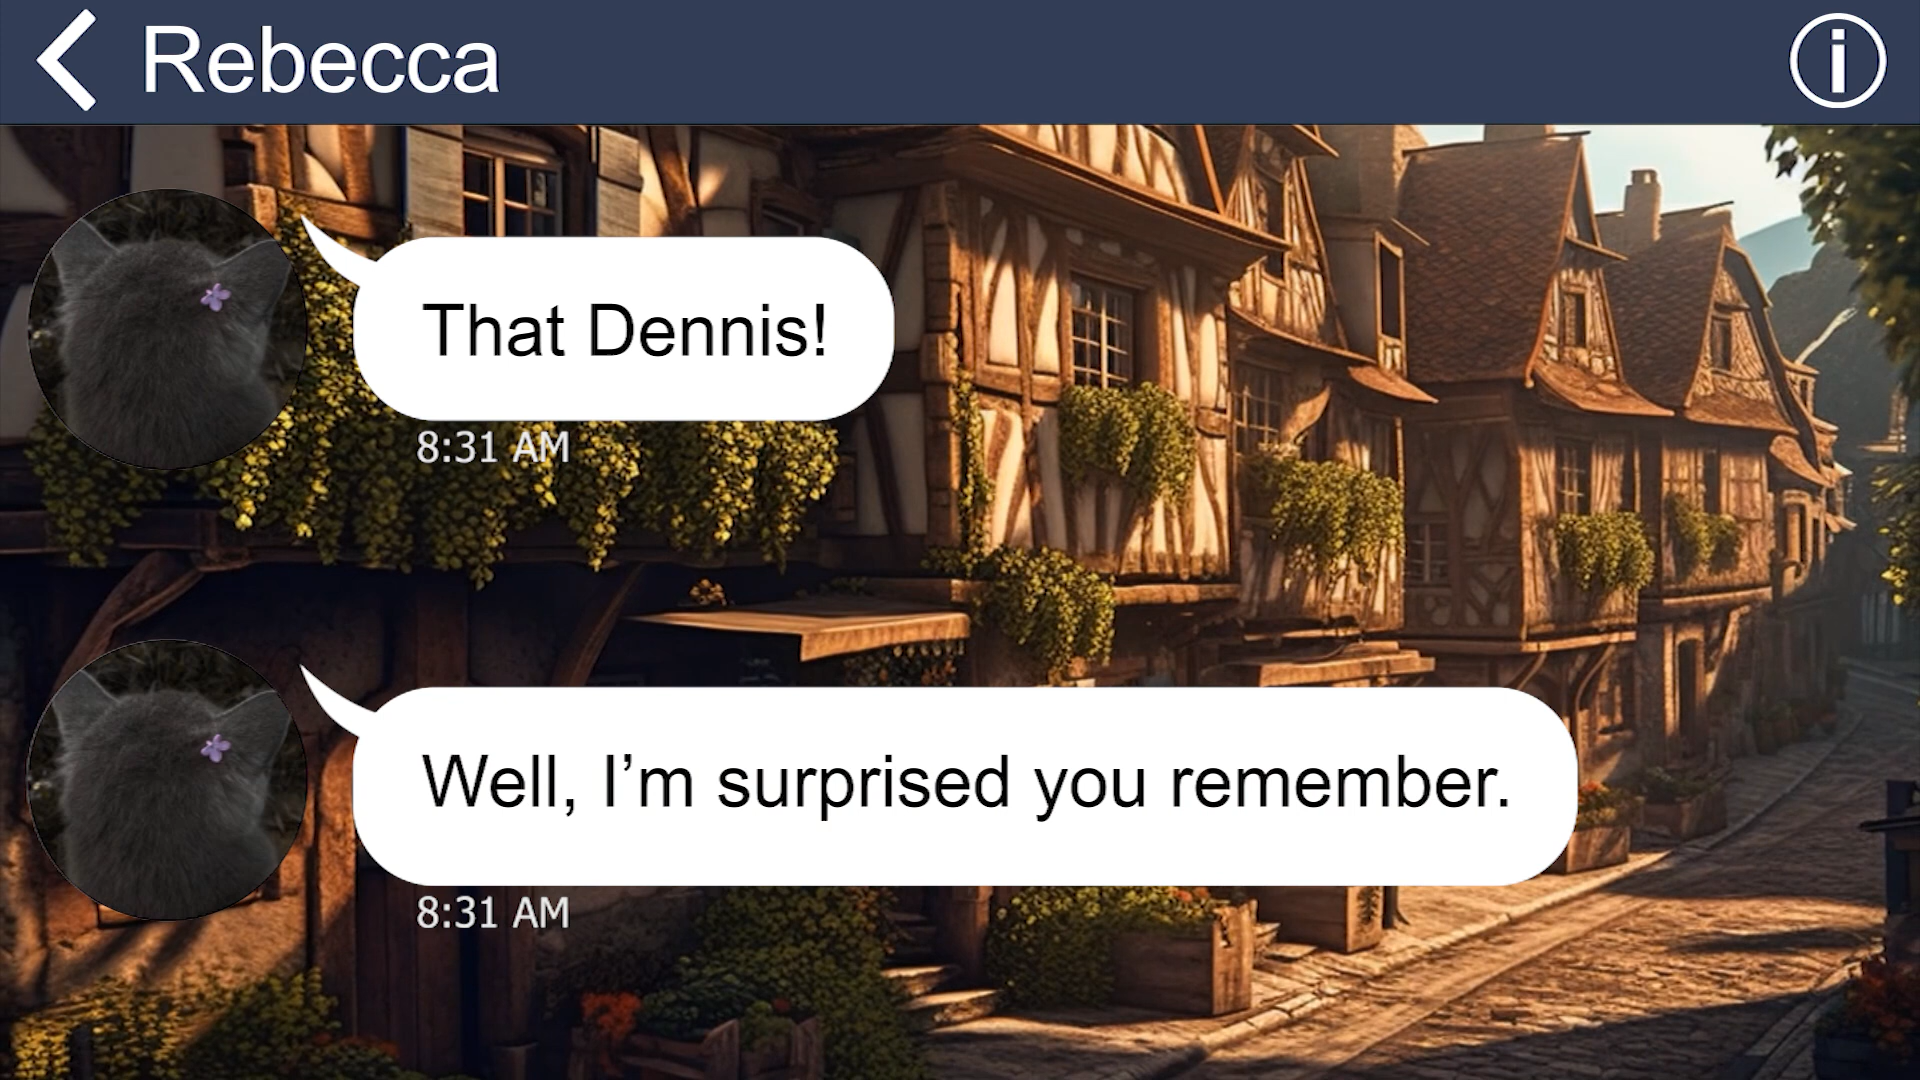 Rebecca
That Dennis!
8:31 AM
Well, I’m surprised you remember.
8:31 AM